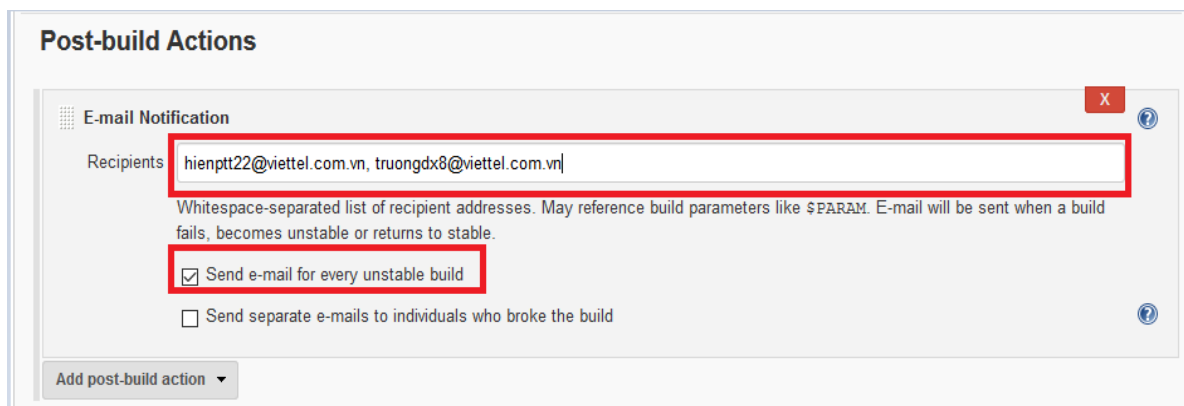 Post-build Actions
X
E-mail Notification
Recipients hienptt22@viettel.com.vn, truongdx8@viettel.com.vn
Whitespace-separated list of recipient addresses. May reference build parameters like $PARAM. E-mail will be sent when a build
fails, becomes unstable or returns to stable.
Send e-mail for every unstable build
Send separate e-mails to individuals who broke the build
Add post-build action